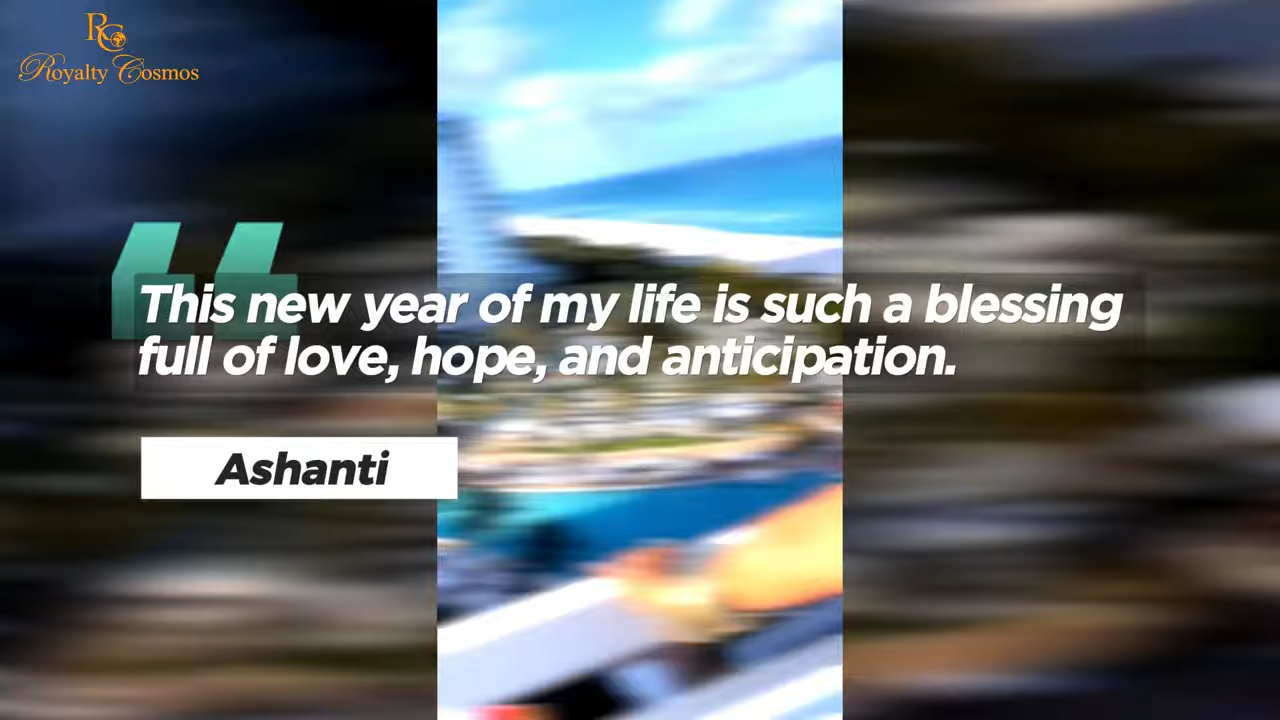 RC
Royalty Cosmos
“
This new year of my life is such a blessing
full of love, hope, and anticipation.
Ashanti